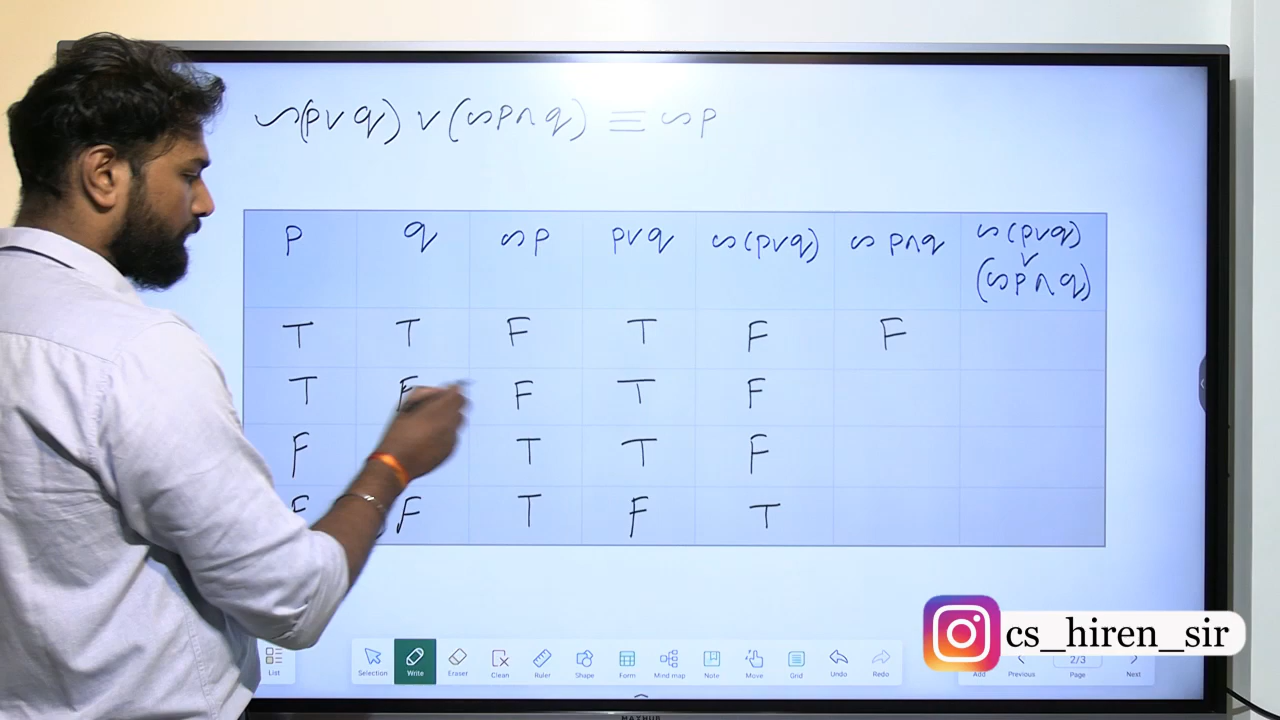 ~(p∨q) ∨ (~p∧q) ≡ ~p
p q ~p p∨q ~(p∨q) ~p∧q ~(p∨q) ∨ (~p∧q)
T T F T F F
T F F T F
F T T F
F F T F T
cs_hiren_sir
List Selection Write Eraser Clean Ruler Shape Form Mind map Note Move Grid Undo Redo Add Previous 2/3 Page Next
MAXHUB